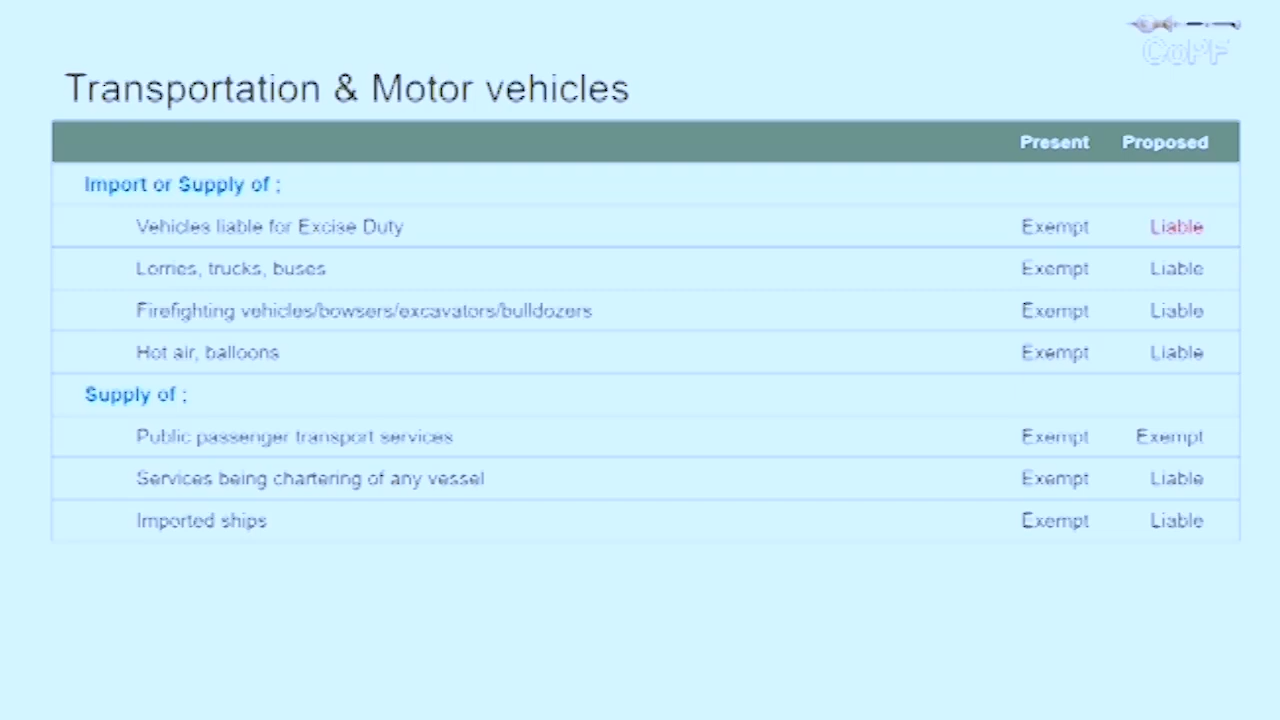 CoPF
Transportation & Motor vehicles
Present Proposed
Import or Supply of ;
Vehicles liable for Excise Duty Exempt Liable
Lorries, trucks, buses Exempt Liable
Firefighting vehicles/bowsers/excavators/bulldozers Exempt Liable
Hot air, balloons Exempt Liable
Supply of ;
Public passenger transport services Exempt Exempt
Services being chartering of any vessel Exempt Liable
Imported ships Exempt Liable